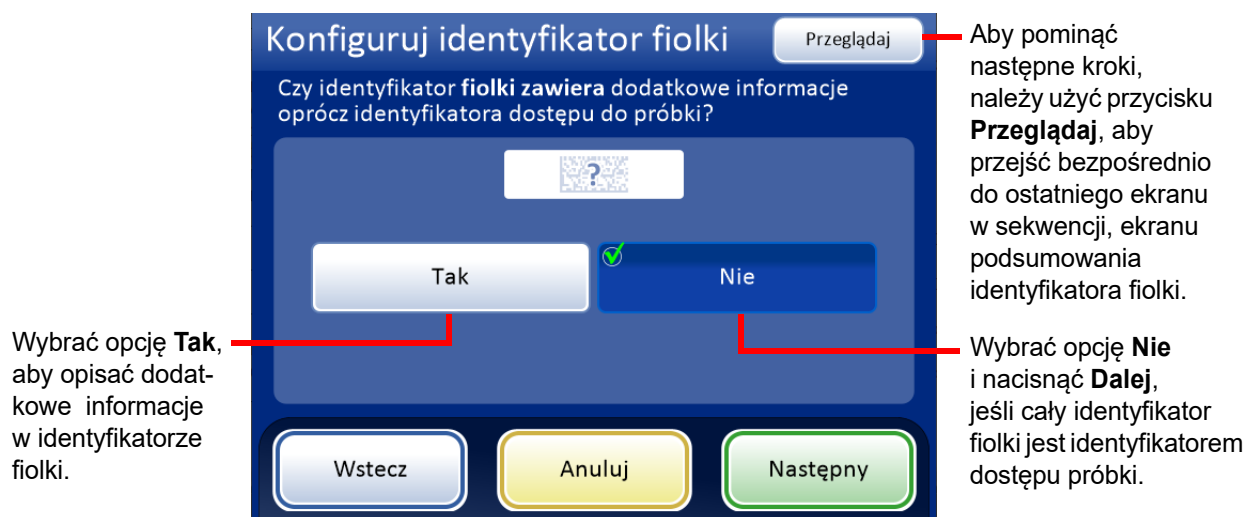 Konfiguruj identyfikator fiolki
Przeglądaj
Czy identyfikator fiolki zawiera dodatkowe informacje
oprócz identyfikatora dostępu do próbki?
?
Tak
Nie
Wstecz
Anuluj
Następny
Wybrać opcję Tak,
aby opisać dodat-
kowe informacje
w identyfikatorze
fiolki.
Aby pominąć
następne kroki,
należy użyć przycisku
Przeglądaj, aby
przejść bezpośrednio
do ostatniego ekranu
w sekwencji, ekranu
podsumowania
identyfikatora fiolki.
Wybrać opcję Nie
i nacisnąć Dalej,
jeśli cały identyfikator
fiolki jest identyfikatorem
dostępu próbki.